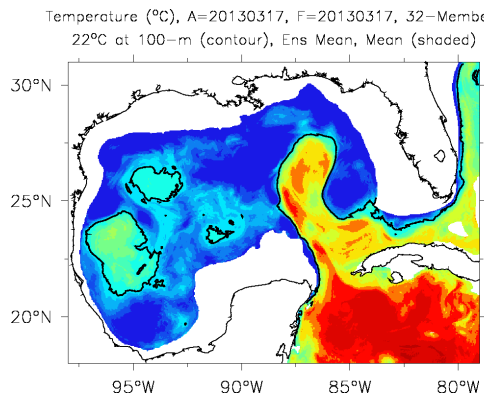 Temperature (°C), A=20130317, F=20130317, 32-Membe
22°C at 100-m (contour), Ens Mean, Mean (shaded)
30°N
25°N
20°N
95°W 90°W 85°W 80°W